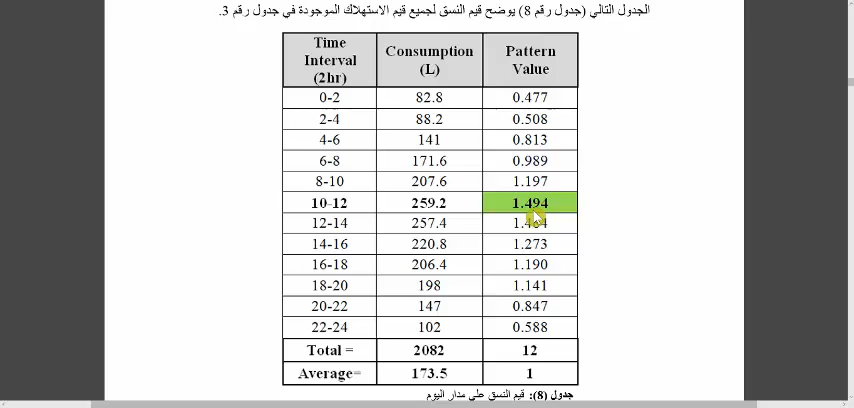 الجدول التالي (جدول رقم 8) يوضح قيم النسق لجميع قيم الاستهلاك الموجودة في جدول رقم 3.
Time Interval (2hr) Consumption (L) Pattern Value
0-2 82.8 0.477
2-4 88.2 0.508
4-6 141 0.813
6-8 171.6 0.989
8-10 207.6 1.197
10-12 259.2 1.494
12-14 257.4
14-16 220.8 1.273
16-18 206.4 1.190
18-20 198 1.141
20-22 147 0.847
22-24 102 0.588
Total = 2082 12
Average= 173.5 1
جدول (8): قيم النسق على مدار اليوم